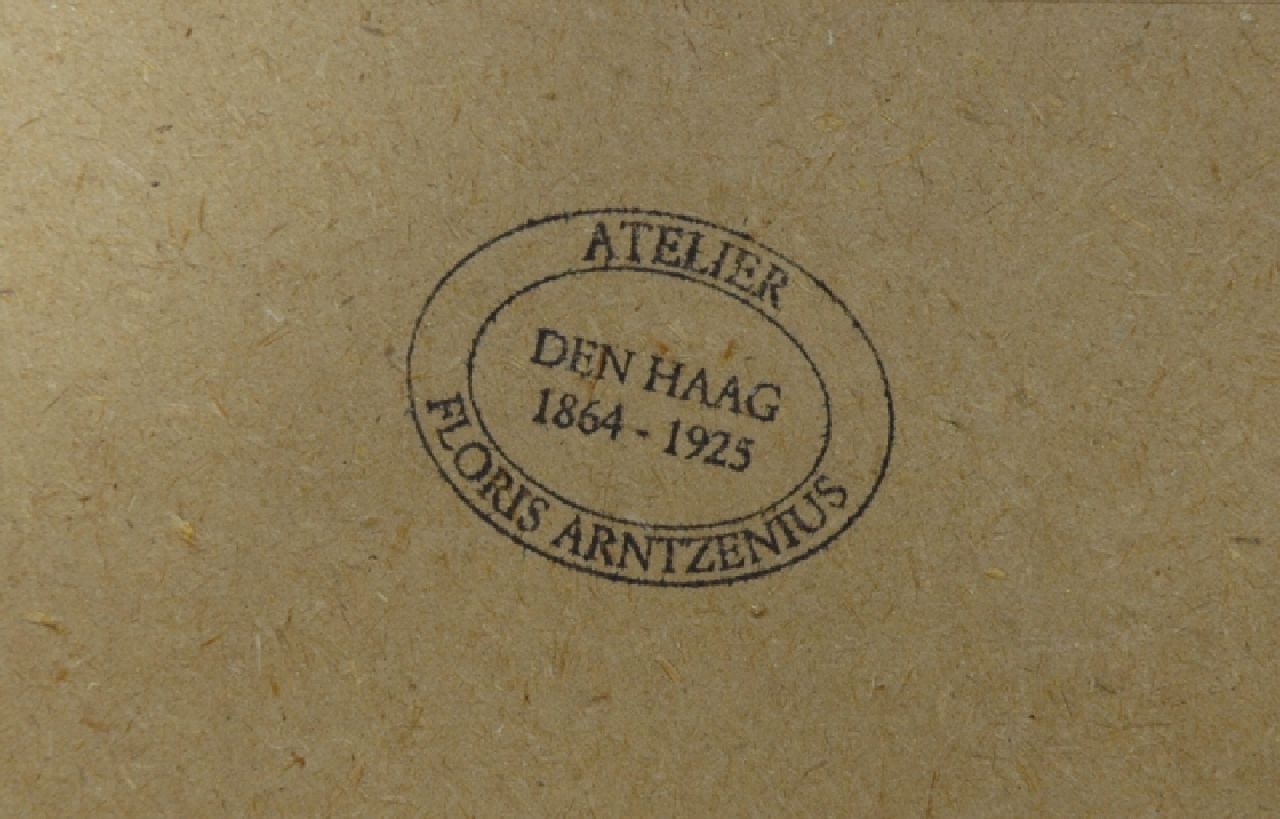 ATELIER
DEN HAAG
1864 - 1925
FLORIS ARNTZENIUS